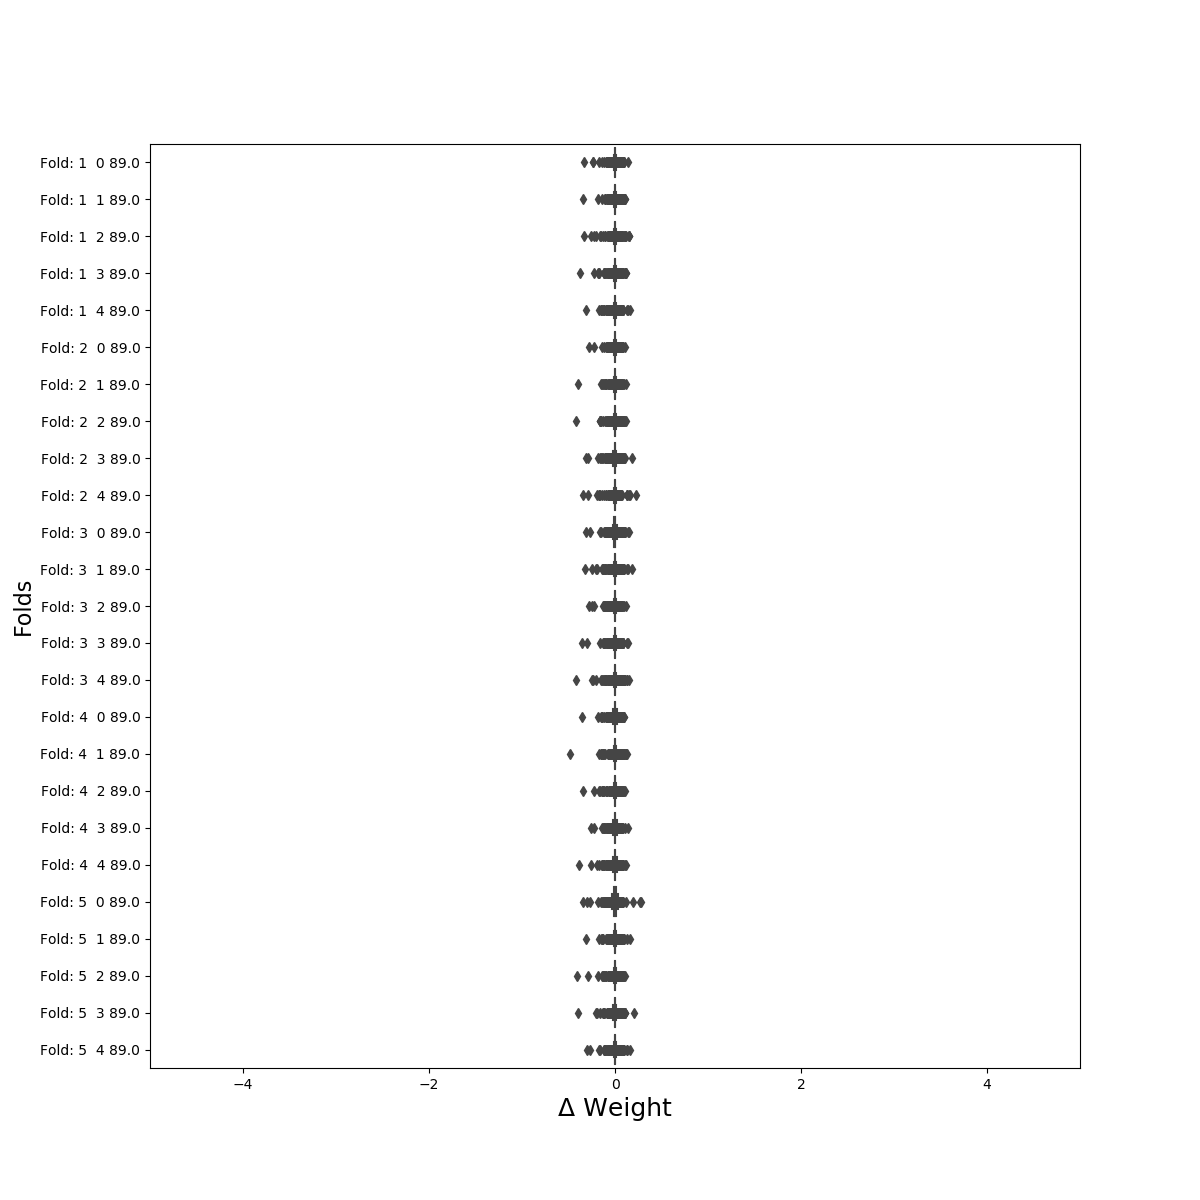 Fold: 1  0 89.0
Fold: 1  1 89.0
Fold: 1  2 89.0
Fold: 1  3 89.0
Fold: 1  4 89.0
Fold: 2  0 89.0
Fold: 2  1 89.0
Fold: 2  2 89.0
Fold: 2  3 89.0
Fold: 2  4 89.0
Fold: 3  0 89.0
Fold: 3  1 89.0
Fold: 3  2 89.0
Fold: 3  3 89.0
Fold: 3  4 89.0
Fold: 4  0 89.0
Fold: 4  1 89.0
Fold: 4  2 89.0
Fold: 4  3 89.0
Fold: 4  4 89.0
Fold: 5  0 89.0
Fold: 5  1 89.0
Fold: 5  2 89.0
Fold: 5  3 89.0
Fold: 5  4 89.0
Folds
−4 −2 0 2 4
Δ Weight